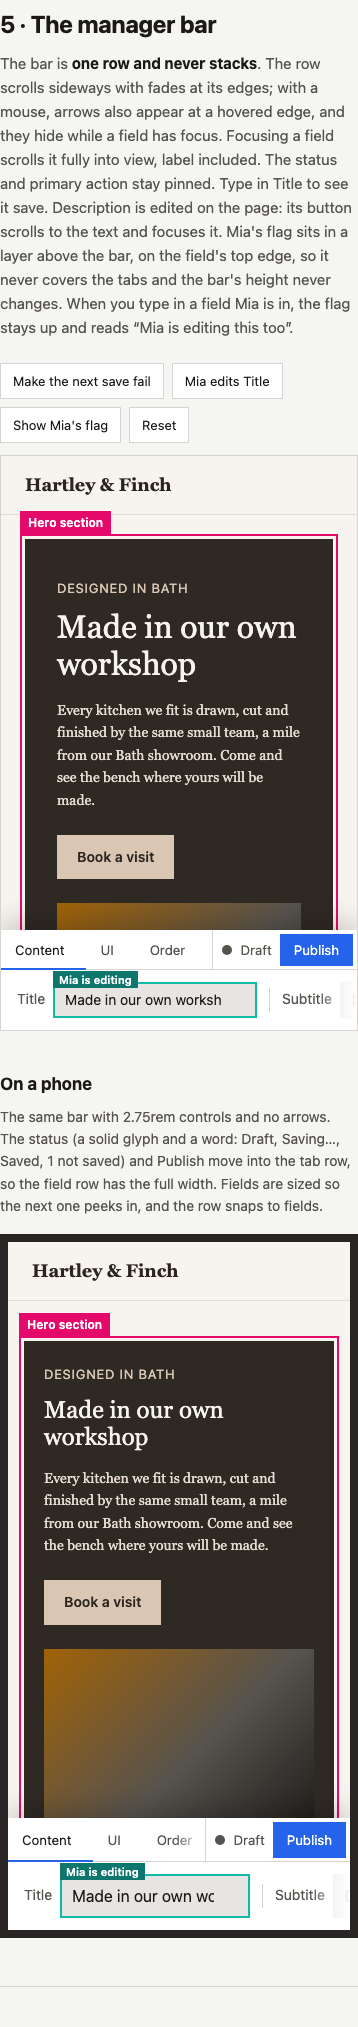 5 · The manager bar
The bar is one row and never stacks. The row
scrolls sideways with fades at its edges; with a
mouse, arrows also appear at a hovered edge, and
they hide while a field has focus. Focusing a field
scrolls it fully into view, label included. The status
and primary action stay pinned. Type in Title to see
it save. Description is edited on the page: its button
scrolls to the text and focuses it. Mia's flag sits in a
layer above the bar, on the field's top edge, so it
never covers the tabs and the bar's height never
changes. When you type in a field Mia is in, the flag
stays up and reads “Mia is editing this too”.
Make the next save fail
Mia edits Title
Show Mia's flag
Reset
Hartley & Finch
Hero section
DESIGNED IN BATH
Made in our own
workshop
Every kitchen we fit is drawn, cut and
finished by the same small team, a mile
from our Bath showroom. Come and
see the bench where yours will be
made.
Book a visit
Content UI Order Draft Publish
Mia is editing
Title Made in our own worksh Subtitle
On a phone
The same bar with 2.75rem controls and no arrows.
The status (a solid glyph and a word: Draft, Saving…,
Saved, 1 not saved) and Publish move into the tab row,
so the field row has the full width. Fields are sized so
the next one peeks in, and the row snaps to fields.
Hartley & Finch
Hero section
DESIGNED IN BATH
Made in our own
workshop
Every kitchen we fit is drawn, cut and
finished by the same small team, a mile
from our Bath showroom. Come and see
the bench where yours will be made.
Book a visit
Content UI Order Draft Publish
Mia is editing
Title Made in our own wo Subtitle